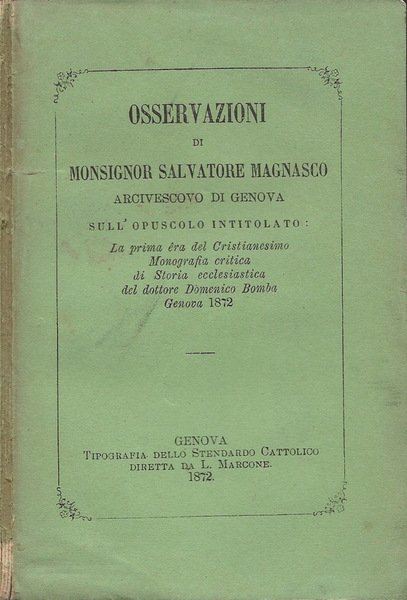 OSSERVAZIONI
DI
MONSIGNOR SALVATORE MAGNASCO
ARCIVESCOVO DI GENOVA
SULL' OPUSCOLO INTITOLATO:
La prima êra del Cristianesimo
Monografia critica
di Storia ecclesiastica
del dottore Domenico Bomba
Genova 1872
GENOVA
TIPOGRAFIA DELLO STENDARDO CATTOLICO
DIRETTA DA L. MARCONE.
1872.